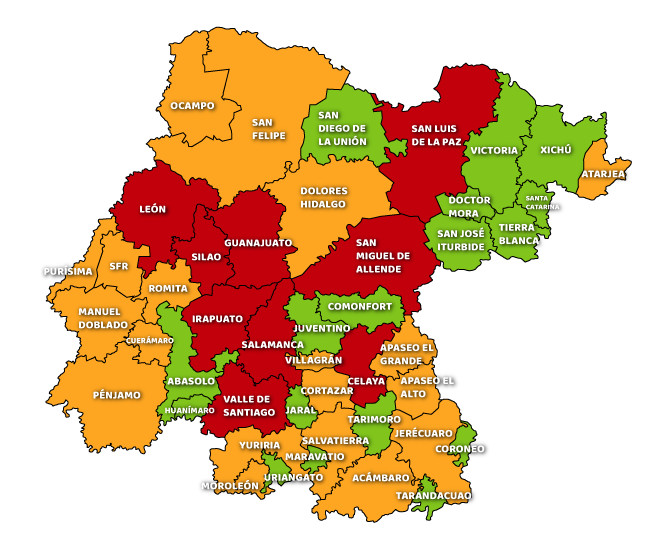 OCAMPO
SAN
FELIPE
SAN
DIEGO DE
LA UNIÓN
SAN LUIS
DE LA PAZ
VICTORIA
XICHÚ
ATARJEA
LEÓN
DOLORES
HIDALGO
DOCTOR
MORA
SANTA
CATARINA
SAN JOSÉ
ITURBIDE
TIERRA
BLANCA
SILAO
GUANAJUATO
SAN
MIGUEL DE
ALLENDE
PURÍSIMA
SFR
ROMITA
MANUEL
DOBLADO
CUERÁMARO
IRAPUATO
SALAMANCA
JUVENTINO
COMONFORT
VILLAGRÁN
APASEO EL
GRANDE
PÉNJAMO
ABASOLO
HUANÍMARO
VALLE DE
SANTIAGO
CORTAZAR
CELAYA
APASEO EL
ALTO
JARAL
TARIMORO
YURIRIA
SALVATIERRA
JERÉCUARO
CORONEO
MARAVATÍO
MOROLEÓN
URIANGATO
ACÁMBARO
TARANDACUAO